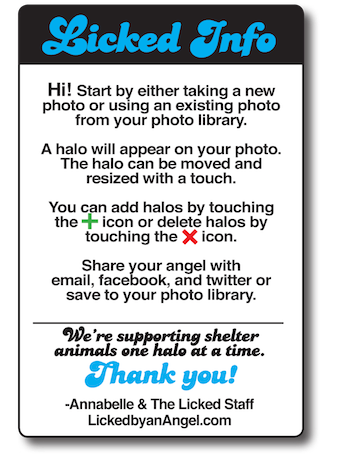 Licked Info
Hi! Start by either taking a new
photo or using an existing photo
from your photo library.
A halo will appear on your photo.
The halo can be moved and
resized with a touch.
You can add halos by touching
the icon or delete halos by
touching the icon.
Share your angel with
email, facebook, and twitter or
save to your photo library.
We're supporting shelter
animals one halo at a time.
Thank you!
-Annabelle & The Licked Staff
LickedbyanAngel.com